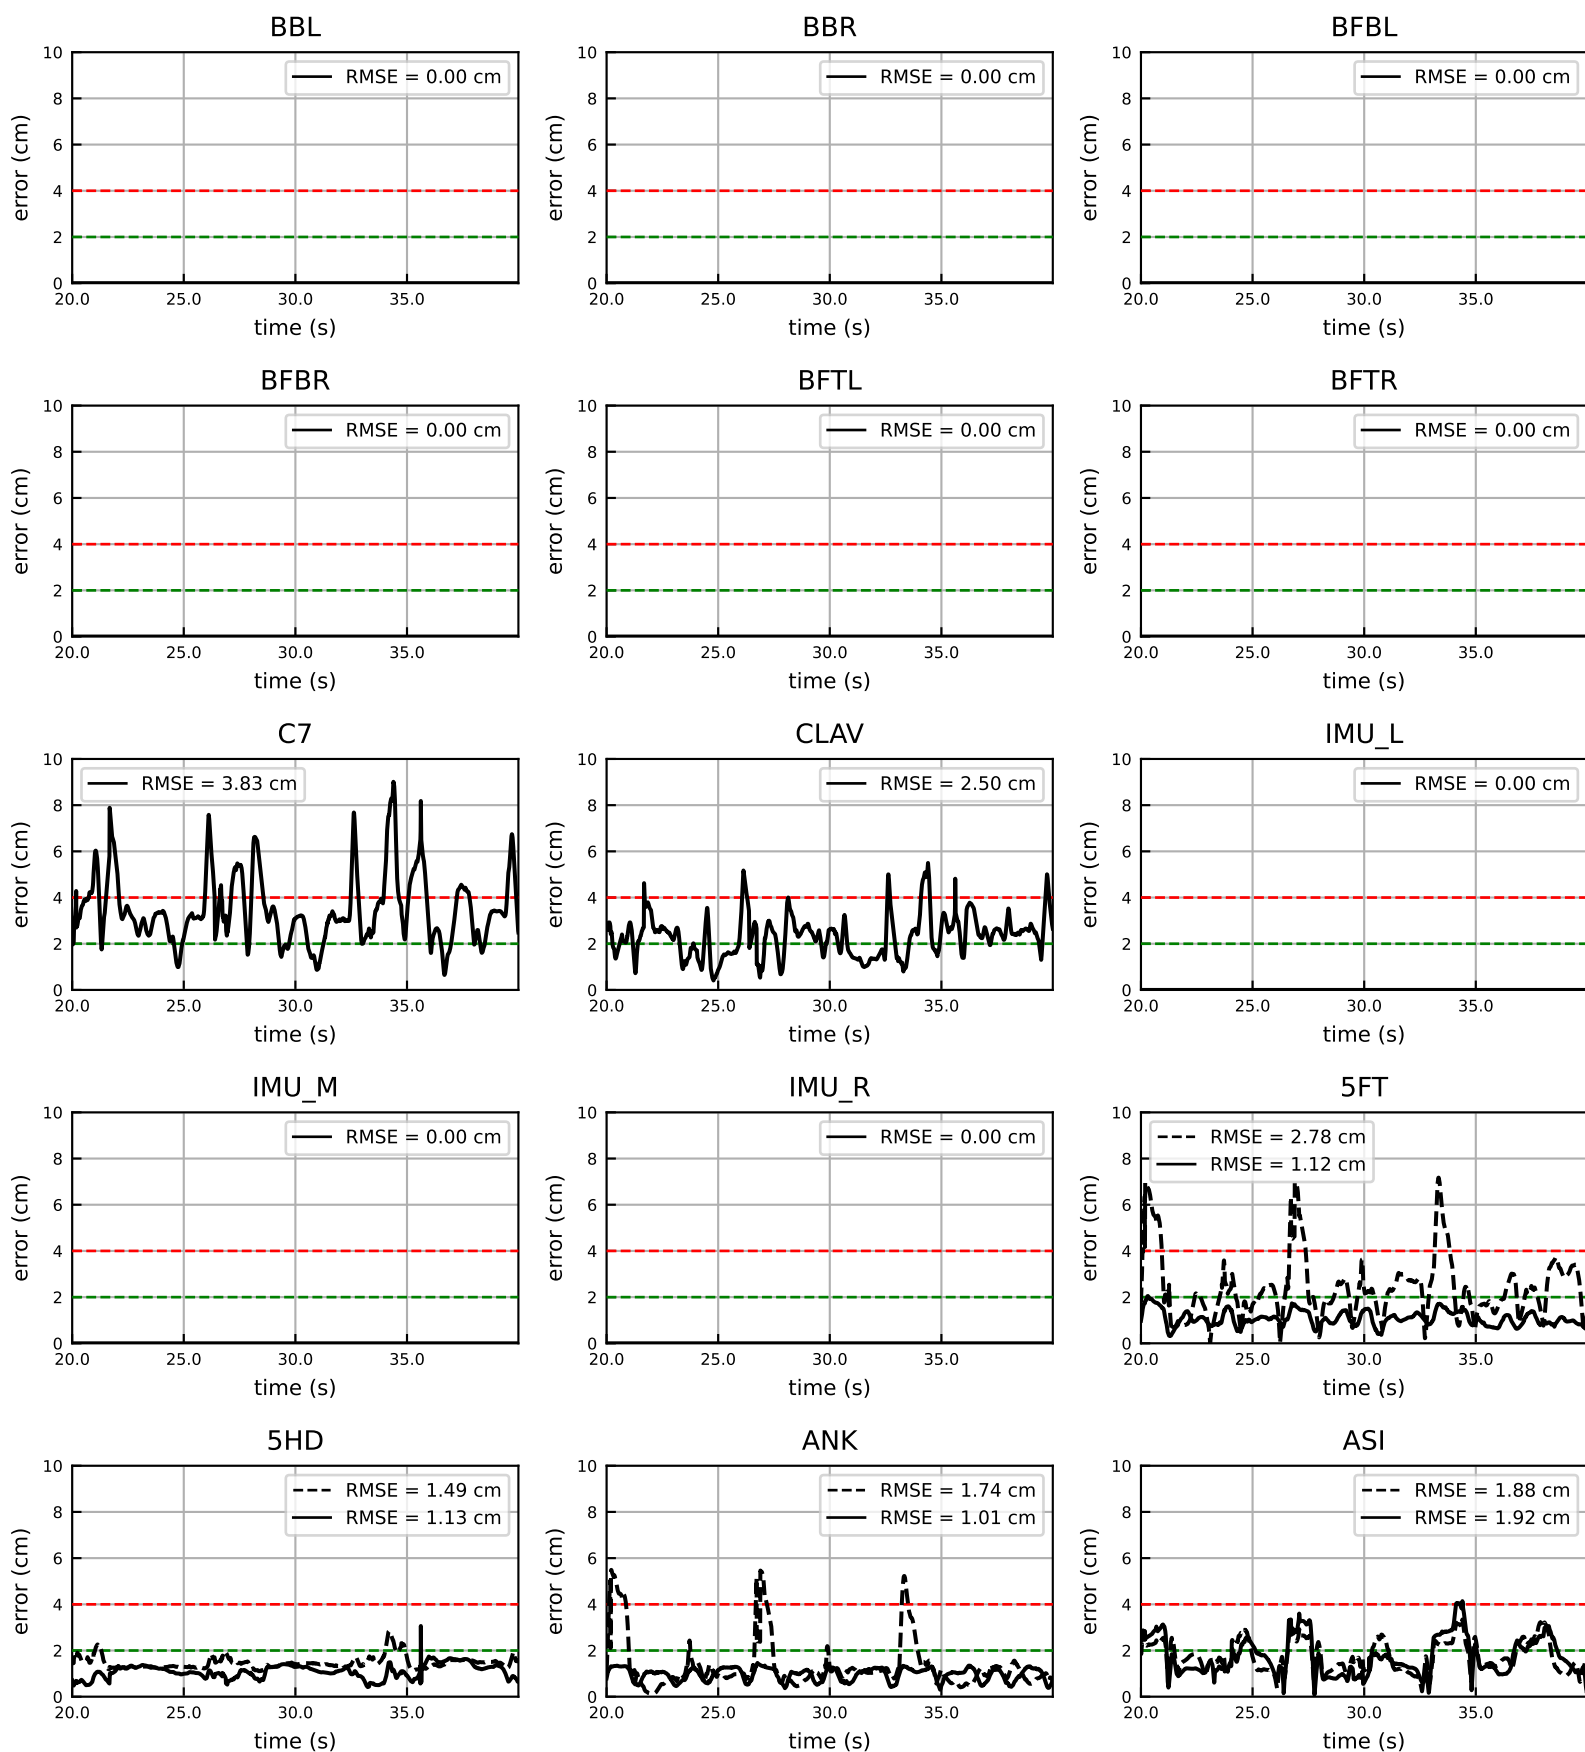 BBL
BBR
BFBL
RMSE = 0.00 cm
RMSE = 0.00 cm
RMSE = 0.00 cm
error (cm)
error (cm)
error (cm)
10
8
6
4
2
0
10
8
6
4
2
0
10
8
6
4
2
0
20.0 25.0 30.0 35.0
20.0 25.0 30.0 35.0
20.0 25.0 30.0 35.0
time (s)
time (s)
time (s)
BFBR
BFTL
BFTR
RMSE = 0.00 cm
RMSE = 0.00 cm
RMSE = 0.00 cm
error (cm)
error (cm)
error (cm)
10
8
6
4
2
0
10
8
6
4
2
0
10
8
6
4
2
0
20.0 25.0 30.0 35.0
20.0 25.0 30.0 35.0
20.0 25.0 30.0 35.0
time (s)
time (s)
time (s)
C7
CLAV
IMU_L
RMSE = 3.83 cm
RMSE = 2.50 cm
RMSE = 0.00 cm
error (cm)
error (cm)
error (cm)
10
8
6
4
2
0
10
8
6
4
2
0
10
8
6
4
2
0
20.0 25.0 30.0 35.0
20.0 25.0 30.0 35.0
20.0 25.0 30.0 35.0
time (s)
time (s)
time (s)
IMU_M
IMU_R
5FT
RMSE = 0.00 cm
RMSE = 0.00 cm
RMSE = 2.78 cm
RMSE = 1.12 cm
error (cm)
error (cm)
error (cm)
10
8
6
4
2
0
10
8
6
4
2
0
10
8
6
4
2
0
20.0 25.0 30.0 35.0
20.0 25.0 30.0 35.0
20.0 25.0 30.0 35.0
time (s)
time (s)
time (s)
5HD
ANK
ASI
RMSE = 1.49 cm
RMSE = 1.13 cm
RMSE = 1.74 cm
RMSE = 1.01 cm
RMSE = 1.88 cm
RMSE = 1.92 cm
error (cm)
error (cm)
error (cm)
10
8
6
4
2
0
10
8
6
4
2
0
10
8
6
4
2
0
20.0 25.0 30.0 35.0
20.0 25.0 30.0 35.0
20.0 25.0 30.0 35.0
time (s)
time (s)
time (s)